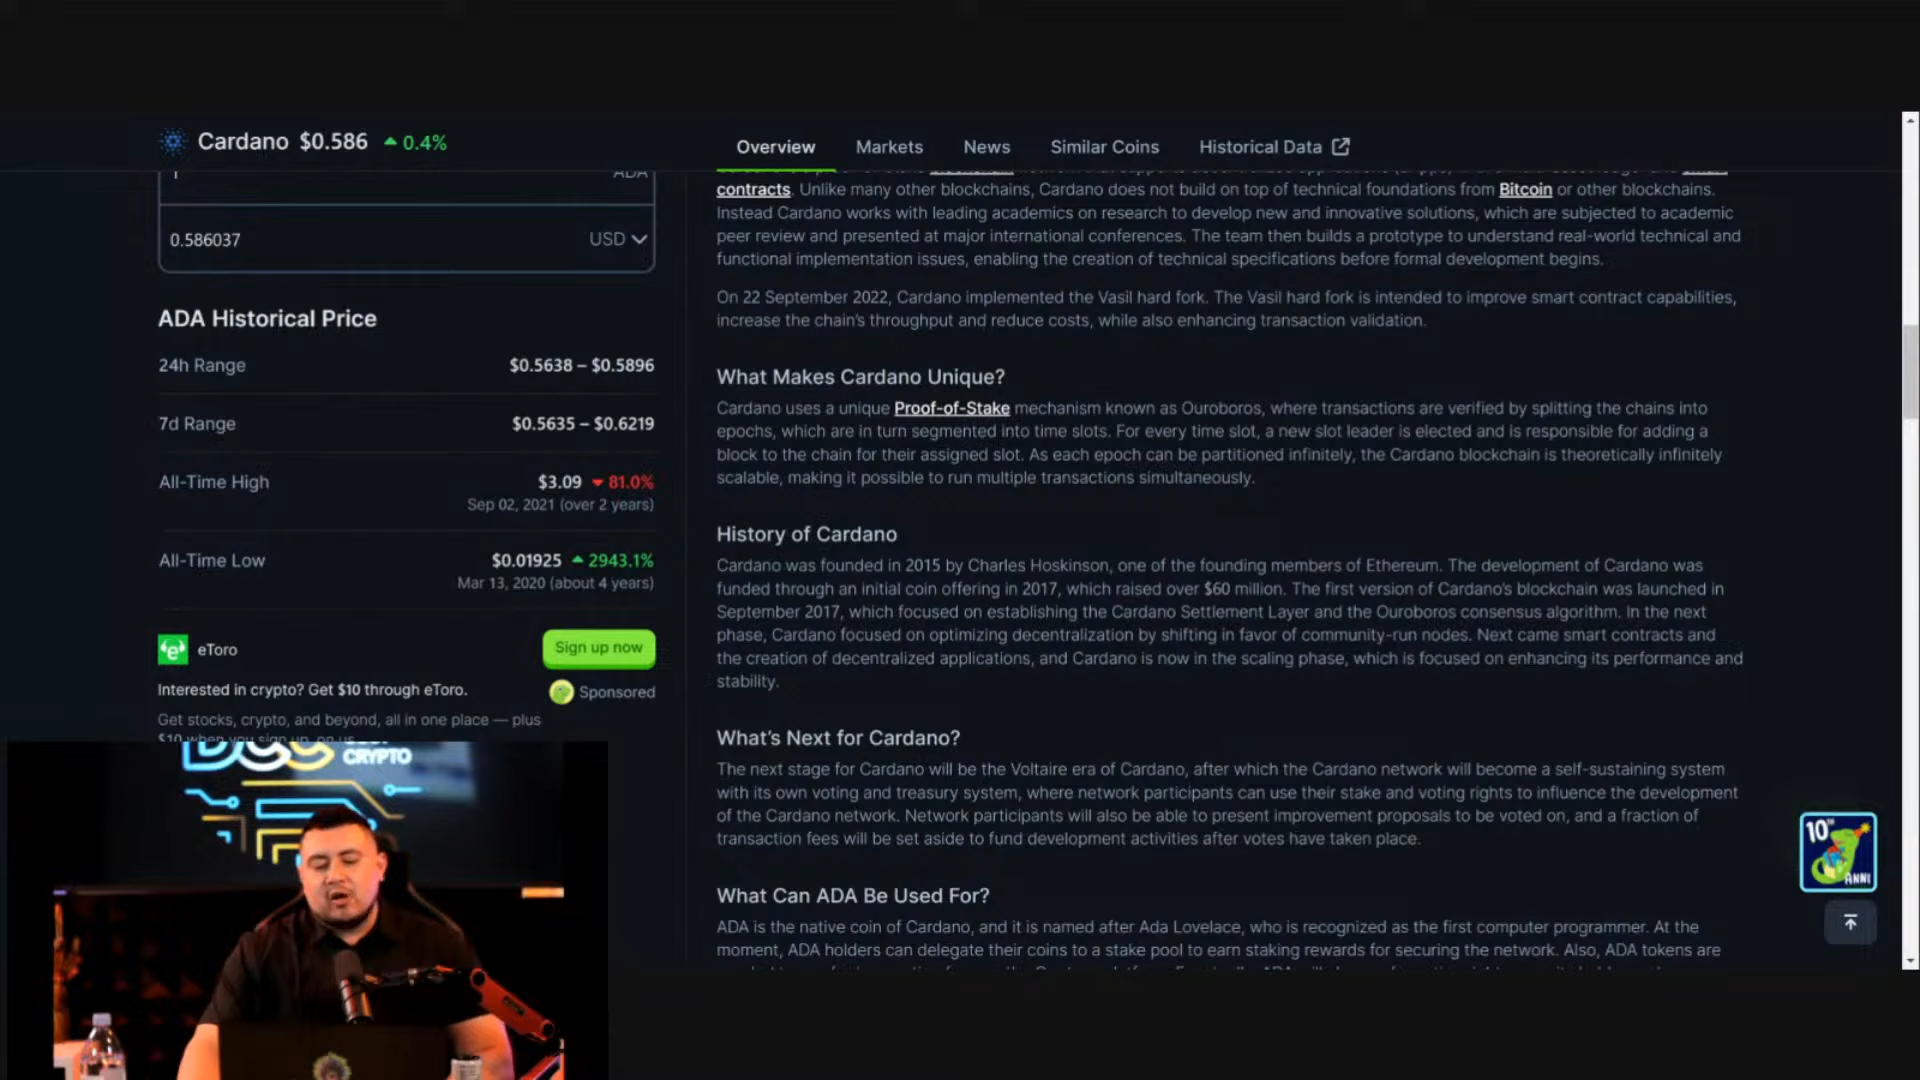 Cardano $0.586 0.4%
Overview
Markets
News
Similar Coins
Historical Data
1 ADA
0.586037 USD
ADA Historical Price
24h Range $0.5638 – $0.5896
7d Range $0.5635 – $0.6219
All-Time High $3.09 81.0%
Sep 02, 2021 (over 2 years)
All-Time Low $0.01925 2943.1%
Mar 13, 2020 (about 4 years)
eToro
Sign up now
Interested in crypto? Get $10 through eToro.
Sponsored
Get stocks, crypto, and beyond, all in one place — plus
$10 when you sign up, on us.
CRYPTO
contracts. Unlike many other blockchains, Cardano does not build on top of technical foundations from Bitcoin or other blockchains.
Instead Cardano works with leading academics on research to develop new and innovative solutions, which are subjected to academic
peer review and presented at major international conferences. The team then builds a prototype to understand real-world technical and
functional implementation issues, enabling the creation of technical specifications before formal development begins.
On 22 September 2022, Cardano implemented the Vasil hard fork. The Vasil hard fork is intended to improve smart contract capabilities,
increase the chain's throughput and reduce costs, while also enhancing transaction validation.
What Makes Cardano Unique?
Cardano uses a unique Proof-of-Stake mechanism known as Ouroboros, where transactions are verified by splitting the chains into
epochs, which are in turn segmented into time slots. For every time slot, a new slot leader is elected and is responsible for adding a
block to the chain for their assigned slot. As each epoch can be partitioned infinitely, the Cardano blockchain is theoretically infinitely
scalable, making it possible to run multiple transactions simultaneously.
History of Cardano
Cardano was founded in 2015 by Charles Hoskinson, one of the founding members of Ethereum. The development of Cardano was
funded through an initial coin offering in 2017, which raised over $60 million. The first version of Cardano's blockchain was launched in
September 2017, which focused on establishing the Cardano Settlement Layer and the Ouroboros consensus algorithm. In the next
phase, Cardano focused on optimizing decentralization by shifting in favor of community-run nodes. Next came smart contracts and
the creation of decentralized applications, and Cardano is now in the scaling phase, which is focused on enhancing its performance and
stability.
What's Next for Cardano?
The next stage for Cardano will be the Voltaire era of Cardano, after which the Cardano network will become a self-sustaining system
with its own voting and treasury system, where network participants can use their stake and voting rights to influence the development
of the Cardano network. Network participants will also be able to present improvement proposals to be voted on, and a fraction of
transaction fees will be set aside to fund development activities after votes have taken place.
What Can ADA Be Used For?
ADA is the native coin of Cardano, and it is named after Ada Lovelace, who is recognized as the first computer programmer. At the
moment, ADA holders can delegate their coins to a stake pool to earn staking rewards for securing the network. Also, ADA tokens are
10TH
ANNI